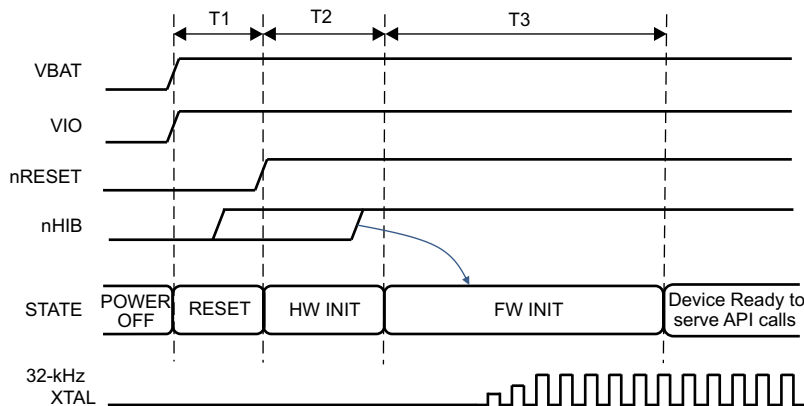 T1 T2 T3
VBAT
VIO
nRESET
nHIB
STATE
POWER
OFF
RESET
HW INIT
FW INIT
Device Ready to
serve API calls
32-kHz
XTAL